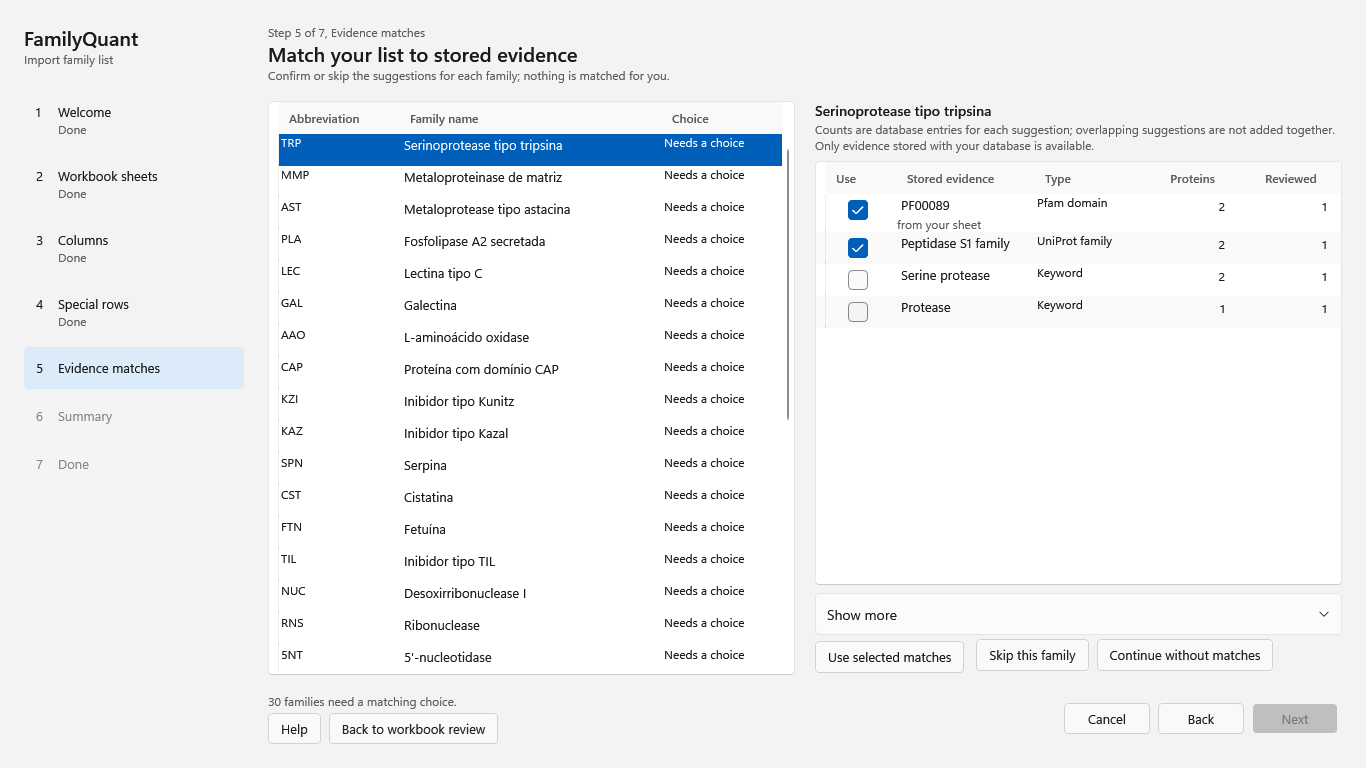 FamilyQuant
Import family list
1 Welcome
Done
2 Workbook sheets
Done
3 Columns
Done
4 Special rows
Done
5 Evidence matches
6 Summary
7 Done
Step 5 of 7, Evidence matches
Match your list to stored evidence
Confirm or skip the suggestions for each family; nothing is matched for you.
Abbreviation Family name Choice
TRP Serinoprotease tipo tripsina Needs a choice
MMP Metaloproteinase de matriz Needs a choice
AST Metaloprotease tipo astacina Needs a choice
PLA Fosfolipase A2 secretada Needs a choice
LEC Lectina tipo C Needs a choice
GAL Galectina Needs a choice
AAO L-aminoácido oxidase Needs a choice
CAP Proteína com domínio CAP Needs a choice
KZI Inibidor tipo Kunitz Needs a choice
KAZ Inibidor tipo Kazal Needs a choice
SPN Serpina Needs a choice
CST Cistatina Needs a choice
FTN Fetuína Needs a choice
TIL Inibidor tipo TIL Needs a choice
NUC Desoxirribonuclease I Needs a choice
RNS Ribonuclease Needs a choice
5NT 5'-nucleotidase Needs a choice
30 families need a matching choice.
Help Back to workbook review
Serinoprotease tipo tripsina
Counts are database entries for each suggestion; overlapping suggestions are not added together.
Only evidence stored with your database is available.
Use Stored evidence Type Proteins Reviewed
PF00089 Pfam domain 2 1
from your sheet
Peptidase S1 family UniProt family 2 1
Serine protease Keyword 2 1
Protease Keyword 1 1
Show more
Use selected matches Skip this family Continue without matches
Cancel Back Next